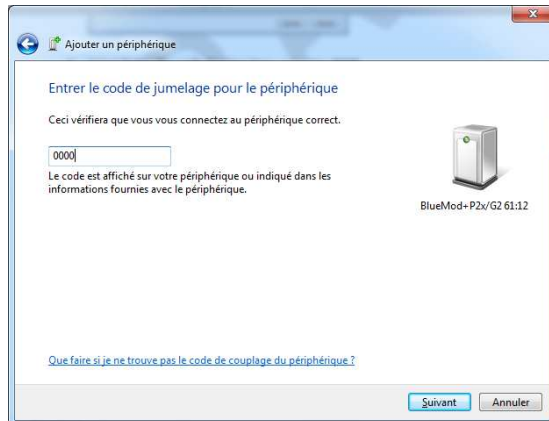 Ajouter un périphérique
Entrer le code de jumelage pour le périphérique
Ceci vérifiera que vous vous connectez au périphérique correct.
0000
Le code est affiché sur votre périphérique ou indiqué dans les
informations fournies avec le périphérique.
BlueMod+P2x/G2 61:12
Que faire si je ne trouve pas le code de couplage du périphérique ?
Suivant
Annuler